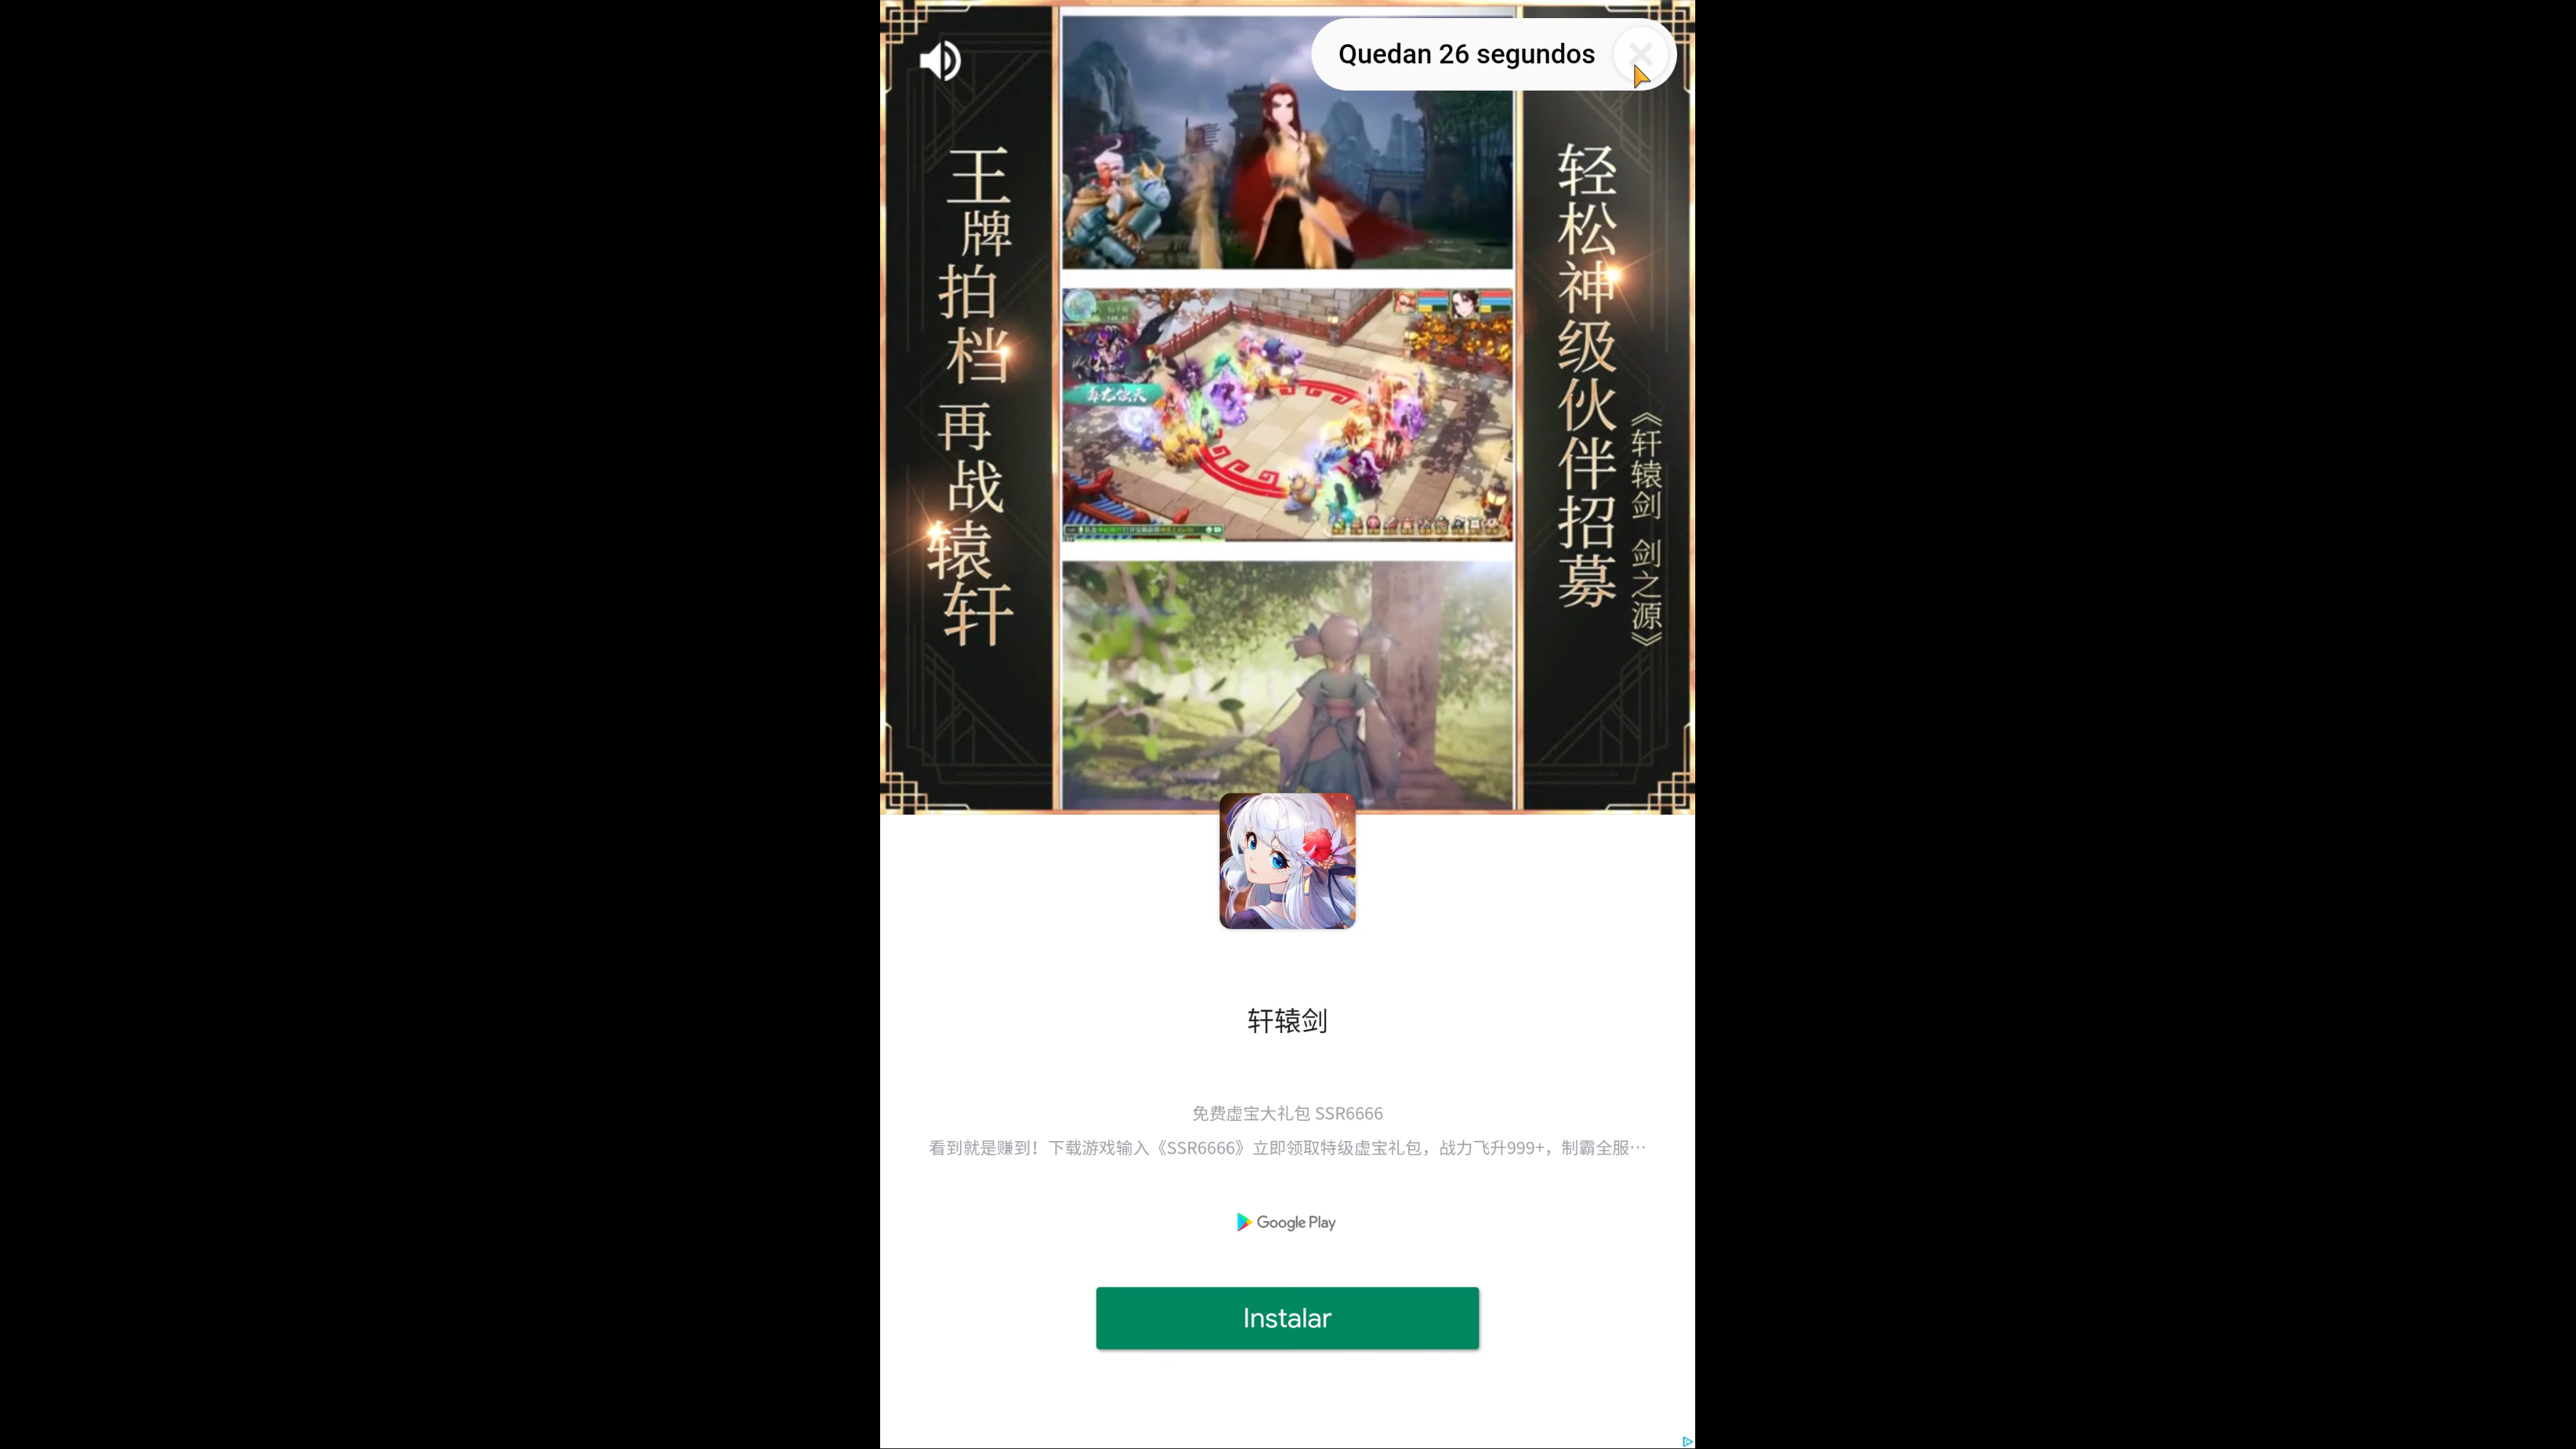 Quedan 26 segundos
王牌拍档 再战辕轩
轻松神级伙伴招募
《轩辕剑 剑之源》
轩辕剑
免费虚宝大礼包 SSR6666
看到就是赚到！下载游戏输入《SSR6666》立即领取特级虚宝礼包，战力飞升999+，制霸全服…
Google Play
Instalar